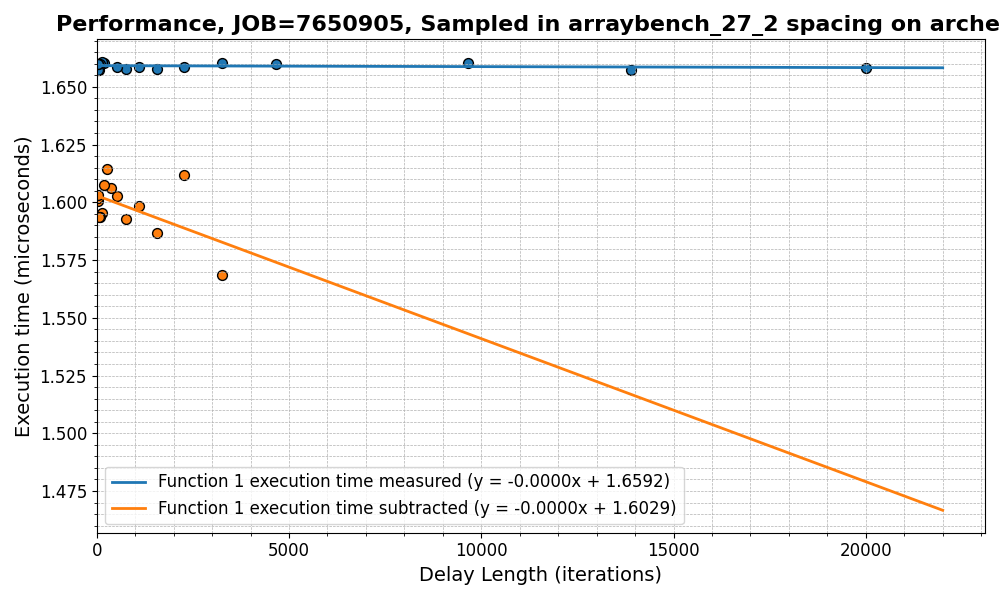 Performance, JOB=7650905, Sampled in arraybench_27_2 spacing on arche
Execution time (microseconds)
1.650
1.625
1.600
1.575
1.550
1.525
1.500
1.475
Function 1 execution time measured (y = -0.0000x + 1.6592)
Function 1 execution time subtracted (y = -0.0000x + 1.6029)
0 5000 10000 15000 20000
Delay Length (iterations)